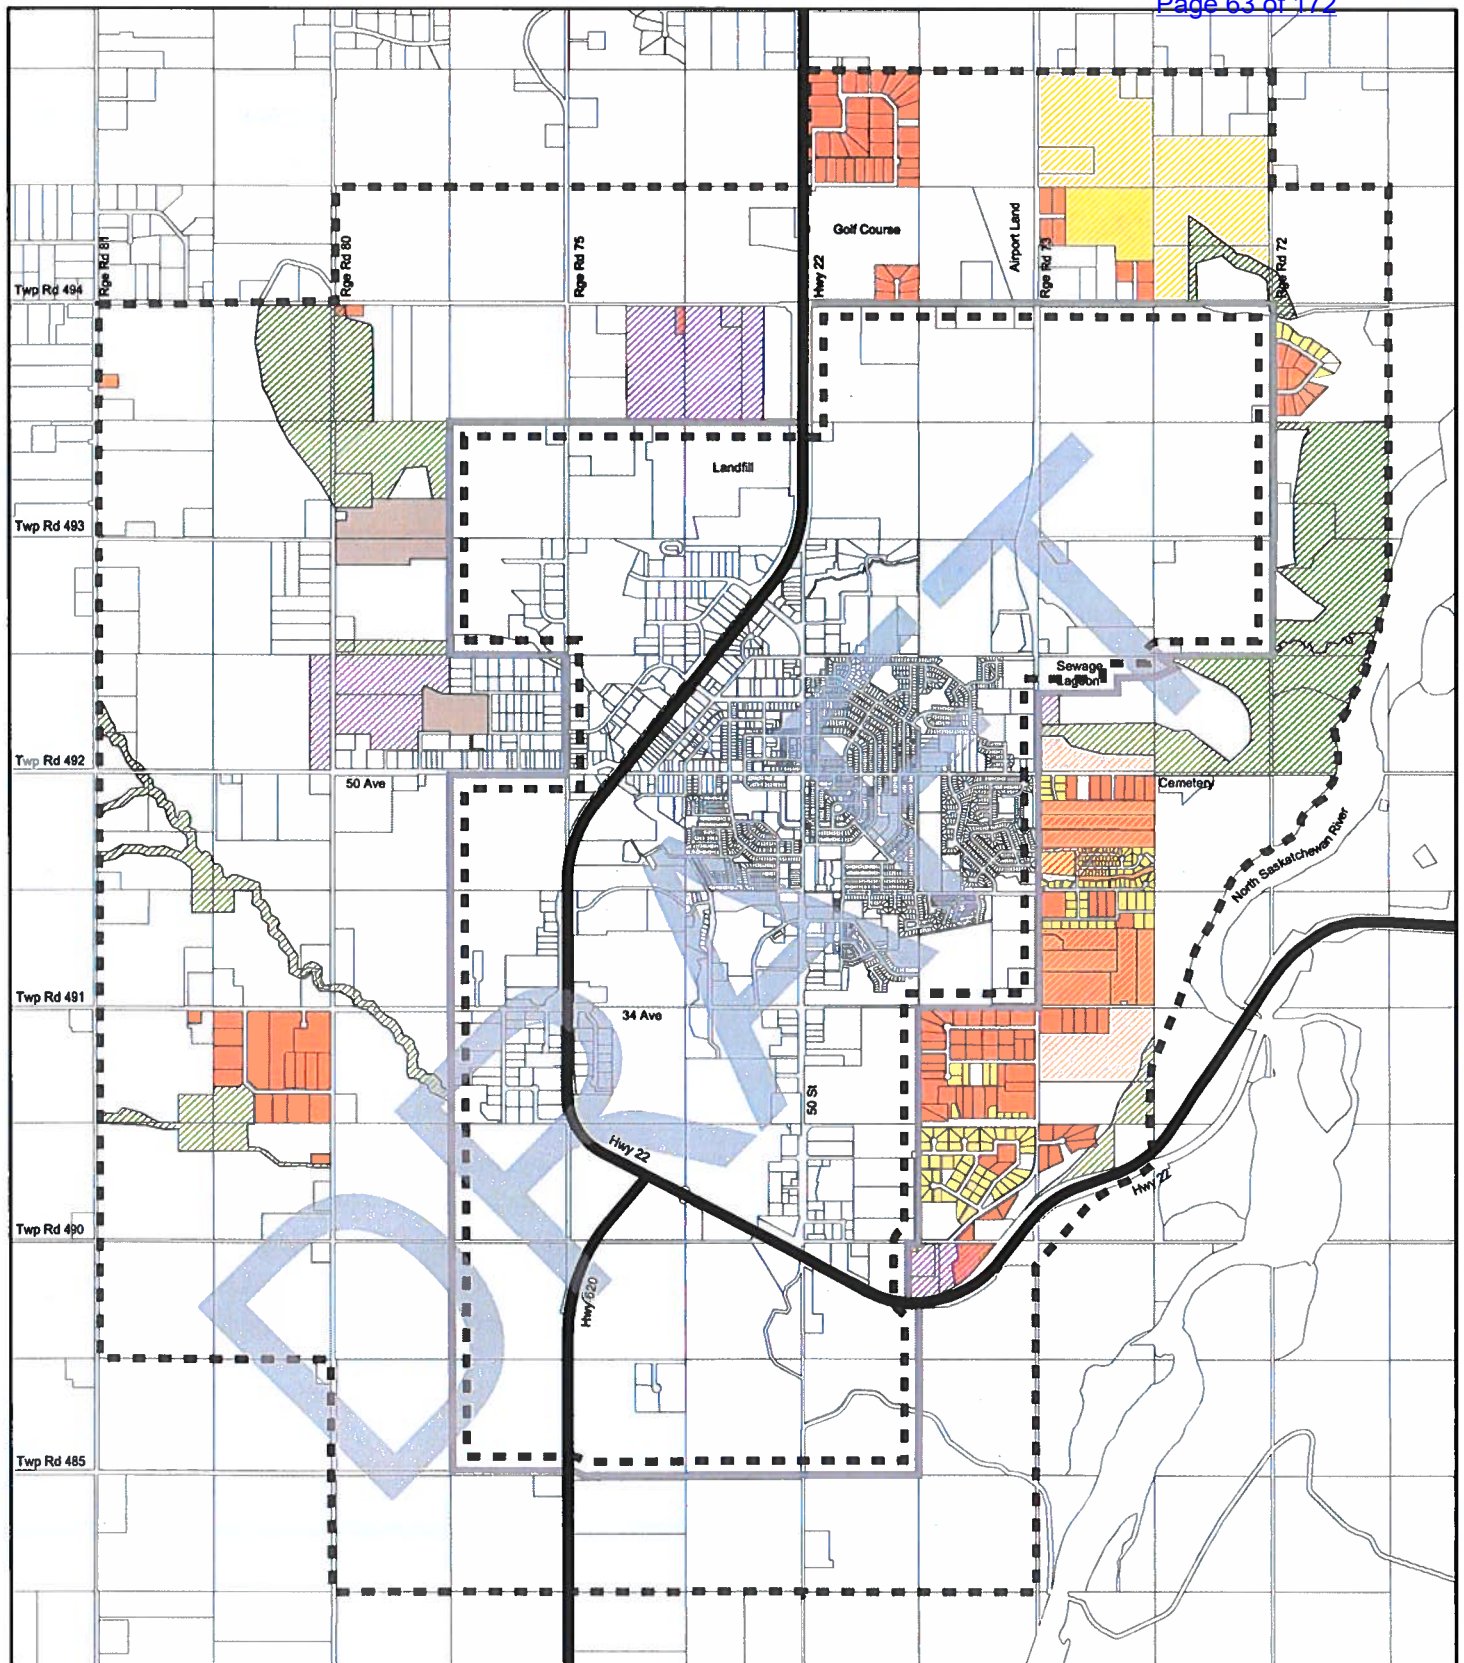 Page 63 of 172
Golf Course
Airport Land
Rge Rd 81
Rge Rd 80
Rge Rd 75
Hwy 22
Rge Rd 73
Rge Rd 72
Twp Rd 494
Landfill
Twp Rd 493
Sewage
Lagoon
Twp Rd 492
50 Ave
Cemetery
North Saskatchewan River
Twp Rd 491
34 Ave
50 St
Hwy 22
Hwy 22
Twp Rd 490
Hwy 620
Twp Rd 485
DRAFT